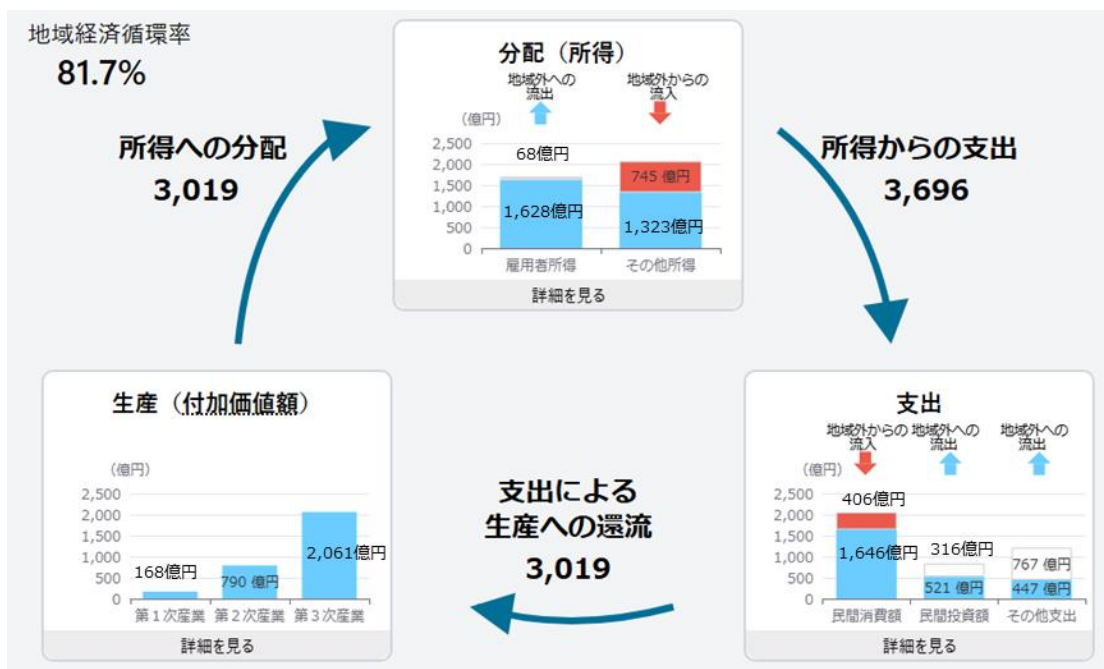 地域経済循環率
81.7%
分配（所得）
地域外への
流出
地域外からの
流入
（億円）
2,500
2,000
1,500
1,000
500
0
68億円
1,628億円
745 億円
1,323億円
雇用者所得
その他所得
詳細を見る
所得への分配
3,019
所得からの支出
3,696
生産（付加価値額）
（億円）
2,500
2,000
1,500
1,000
500
0
168億円
790 億円
2,061億円
第１次産業
第２次産業
第３次産業
詳細を見る
支出による
生産への還流
3,019
支出
地域外からの
流入
地域外への
流出
地域外への
流出
（億円）
2,500
2,000
1,500
1,000
500
0
406億円
1,646億円
316億円
521 億円
767 億円
447 億円
民間消費額
民間投資額
その他支出
詳細を見る